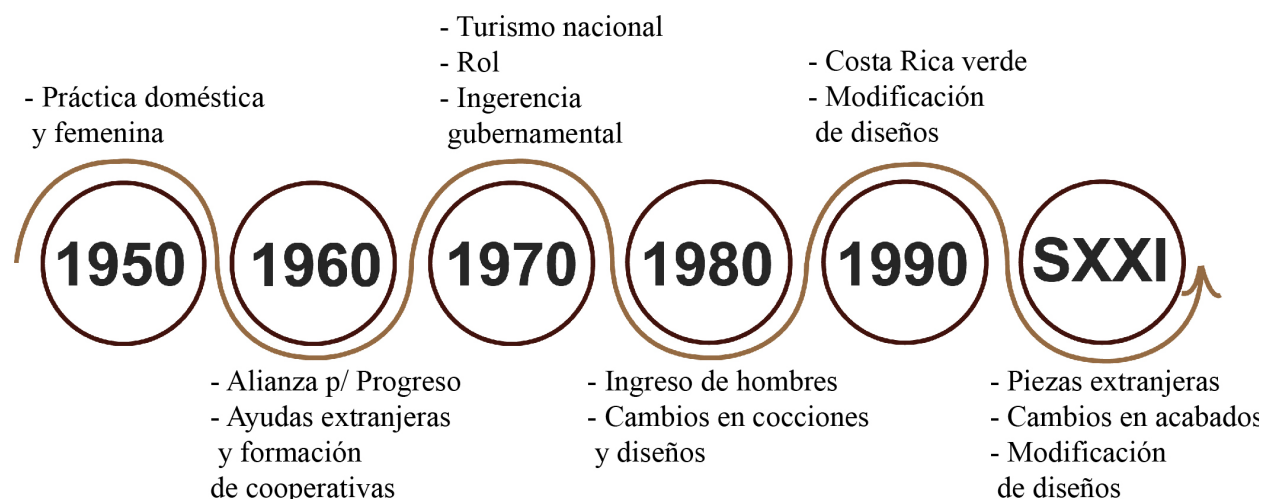 - Práctica doméstica
y femenina
1950
1960
- Alianza p/ Progreso
- Ayudas extranjeras
y formación
de cooperativas
- Turismo nacional
- Rol
- Ingerencia
gubernamental
1970
1980
- Ingreso de hombres
- Cambios en cocciones
y diseños
- Costa Rica verde
- Modificación
de diseños
1990
SXXI
- Piezas extranjeras
- Cambios en acabados
- Modificación
de diseños